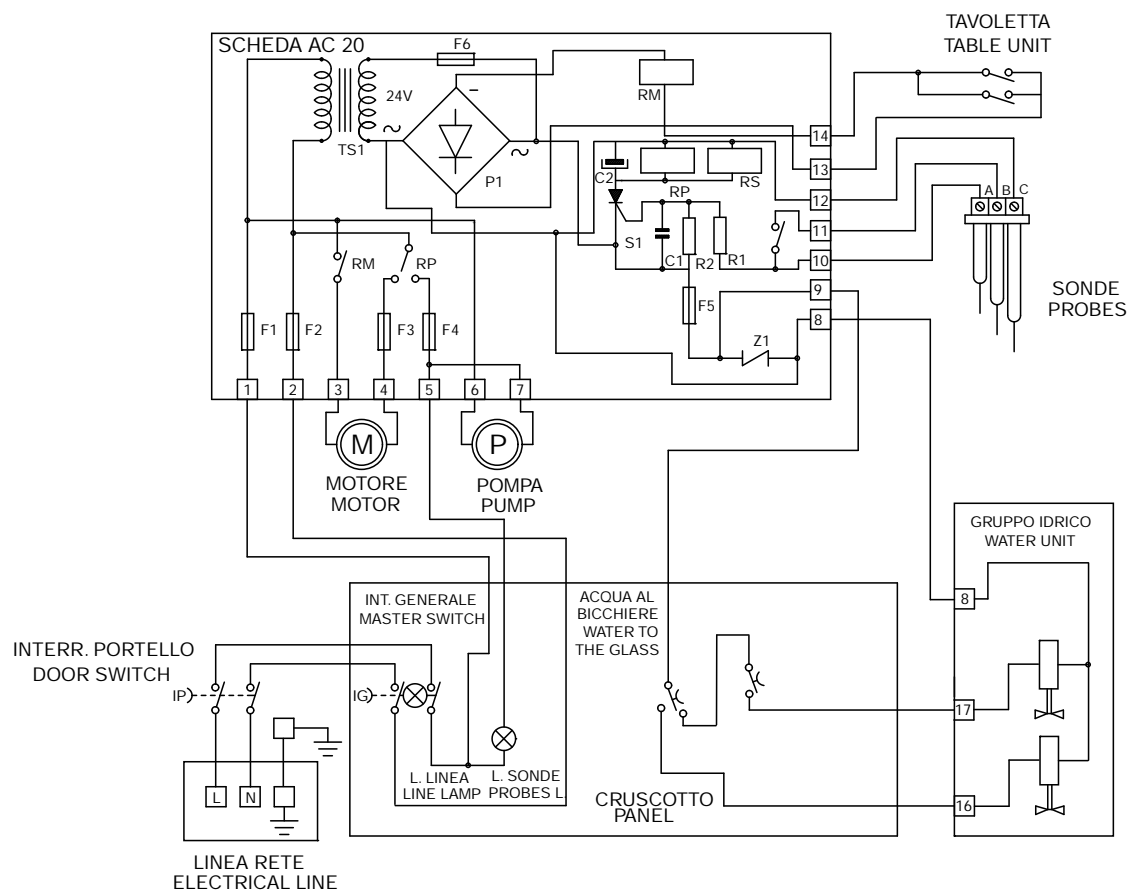 TAVOLETTA
TABLE UNIT
SCHEDA AC 20
F6
24V
TS1
P1
RM
14
13
12
11
10
9
8
C2
RP
RS
S1
C1
R2
R1
F5
Z1
A
B
C
SONDE
PROBES
RM
RP
F1
F2
F3
F4
1
2
3
4
5
6
7
M
P
MOTORE
MOTOR
POMPA
PUMP
GRUPPO IDRICO
WATER UNIT
8
17
16
INT. GENERALE
MASTER SWITCH
ACQUA AL
BICCHIERE
WATER TO
THE GLASS
INTERR. PORTELLO
DOOR SWITCH
IP
IG
L. LINEA
LINE LAMP
L. SONDE
PROBES L.
CRUSCOTTO
PANEL
L
N
LINEA RETE
ELECTRICAL LINE